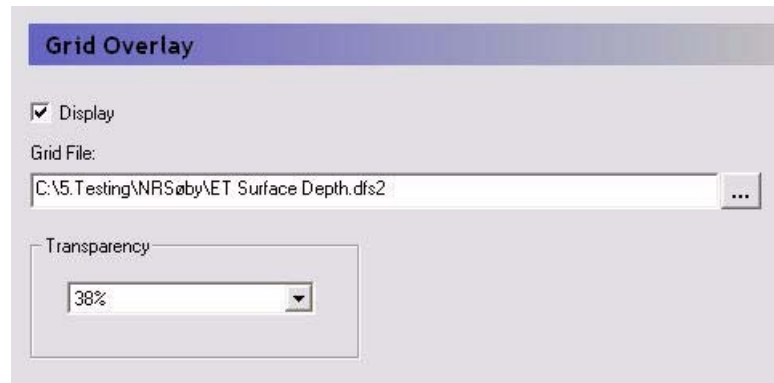 Grid Overlay
Display
Grid File:
C:\5.Testing\NRSøby\ET Surface Depth.dfs2
...
Transparency
38%